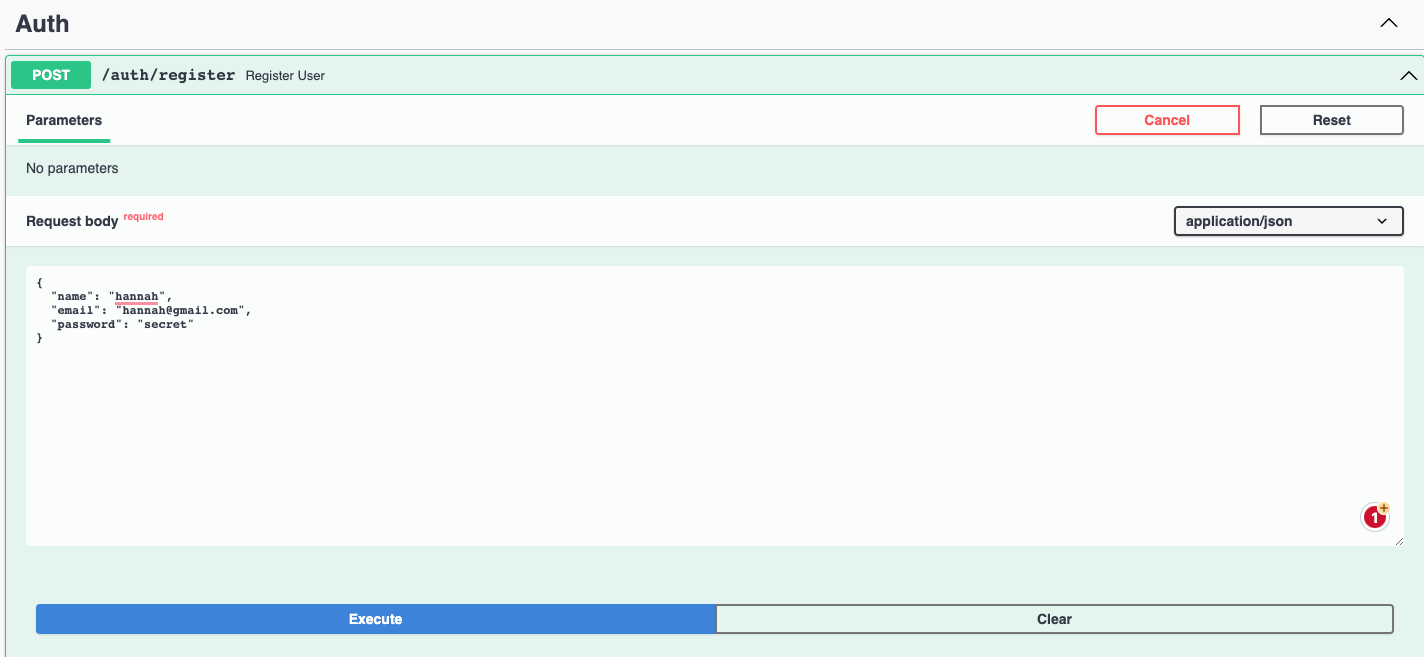 Auth
POST /auth/register Register User
Parameters
Cancel
Reset
No parameters
Request body required
application/json
{
"name": "hannah",
"email": "hannah@gmail.com",
"password": "secret"
}
1+
Execute
Clear